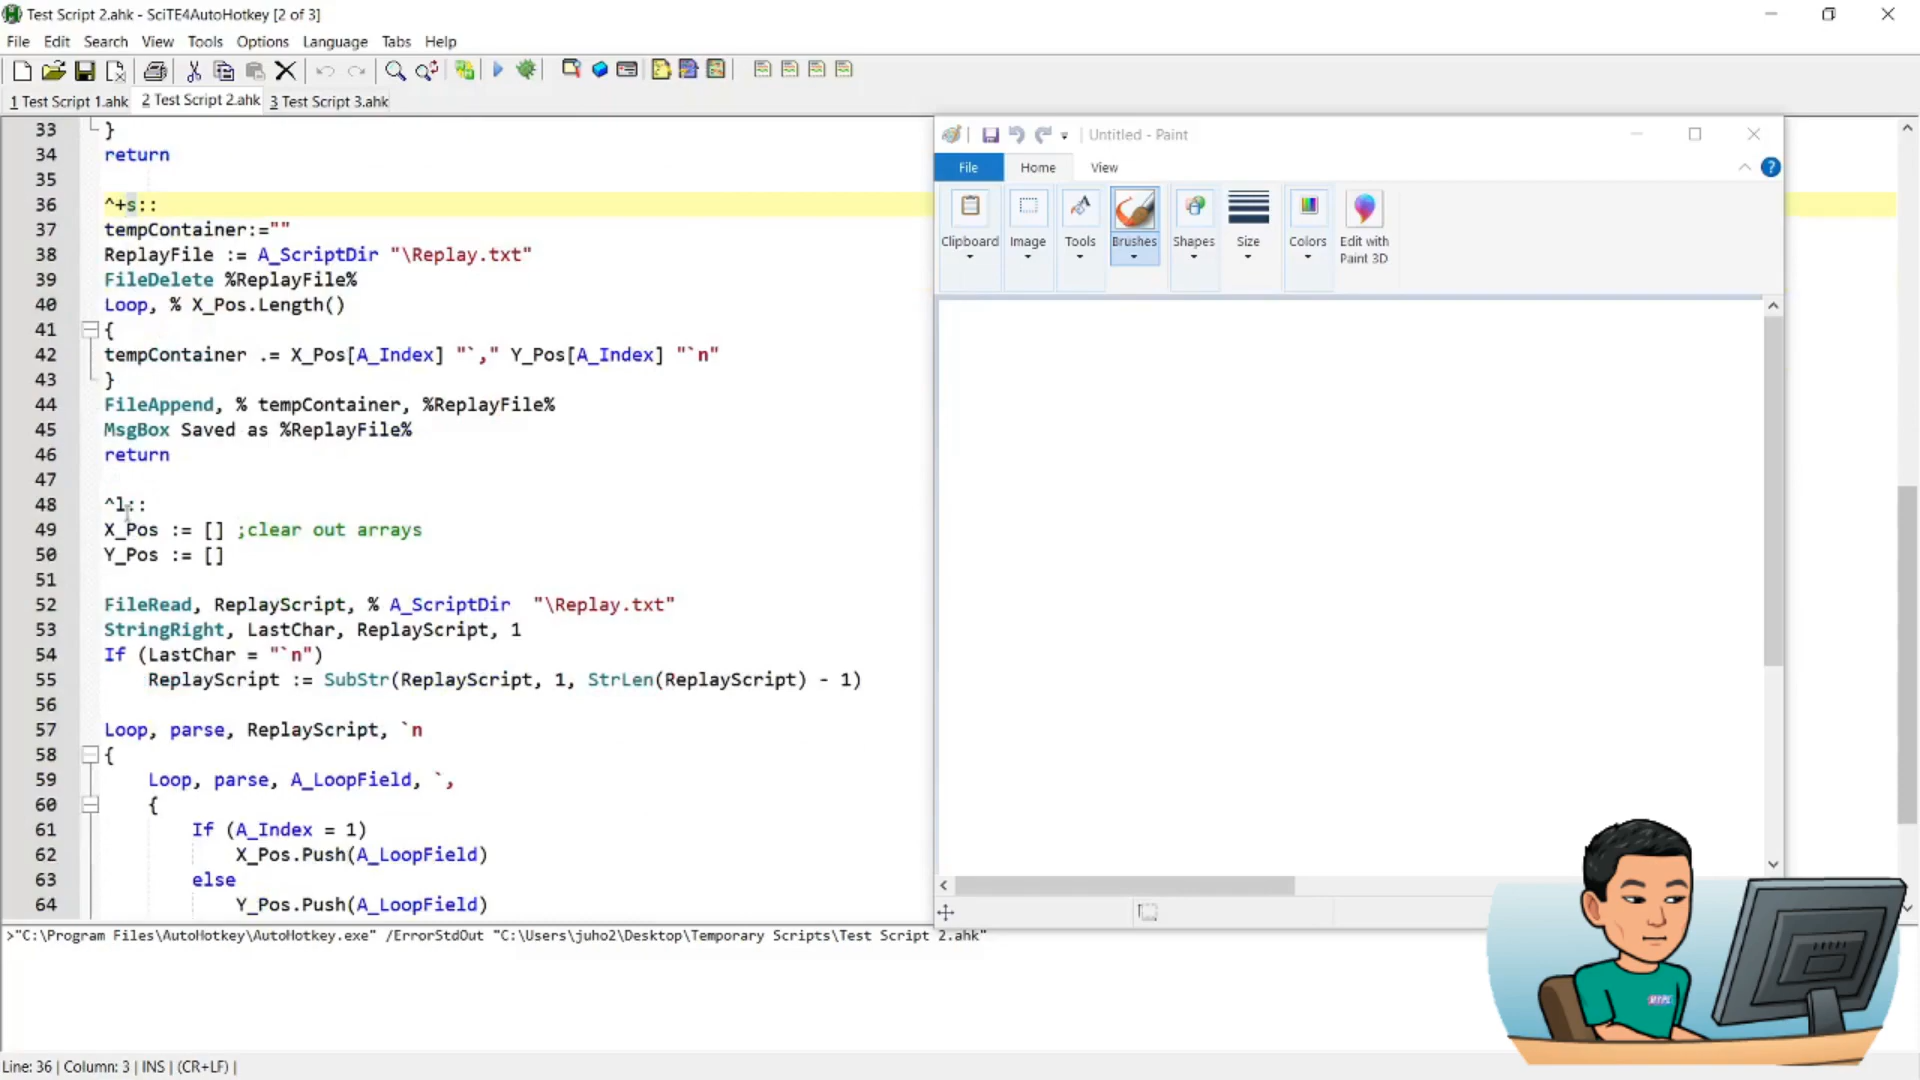 Test Script 2.ahk - SciTE4AutoHotkey [2 of 3]
File Edit Search View Tools Options Language Tabs Help
1 Test Script 1.ahk 2 Test Script 2.ahk 3 Test Script 3.ahk
33 }
34 return
35
36 ^+s::
37 tempContainer:=""
38 ReplayFile := A_ScriptDir "\Replay.txt"
39 FileDelete %ReplayFile%
40 Loop, % X_Pos.Length()
41 {
42 tempContainer .= X_Pos[A_Index] "`," Y_Pos[A_Index] "`n"
43 }
44 FileAppend, % tempContainer, %ReplayFile%
45 MsgBox Saved as %ReplayFile%
46 return
47
48 ^l::
49 X_Pos := [] ;clear out arrays
50 Y_Pos := []
51
52 FileRead, ReplayScript, % A_ScriptDir  "\Replay.txt"
53 StringRight, LastChar, ReplayScript, 1
54 If (LastChar = "`n")
55     ReplayScript := SubStr(ReplayScript, 1, StrLen(ReplayScript) - 1)
56
57 Loop, parse, ReplayScript, `n
58 {
59     Loop, parse, A_LoopField, `,
60     {
61         If (A_Index = 1)
62             X_Pos.Push(A_LoopField)
63         else
64             Y_Pos.Push(A_LoopField)
Untitled - Paint
File Home View
Clipboard Image Tools Brushes Shapes Size Colors Edit with
Paint 3D
>"C:\Program Files\AutoHotkey\AutoHotkey.exe" /ErrorStdOut "C:\Users\juho2\Desktop\Temporary Scripts\Test Script 2.ahk"
Line: 36 | Column: 3 | INS | (CR+LF) |